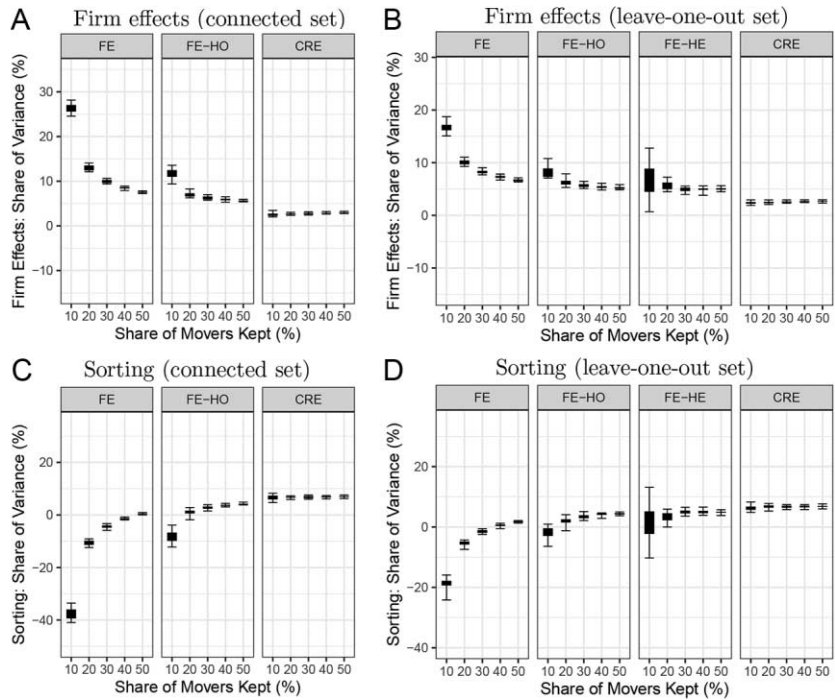 A
Firm effects (connected set)
FE
FE−HO
CRE
Firm Effects: Share of Variance (%)
30
20
10
0
−10
10 20 30 40 50
10 20 30 40 50
10 20 30 40 50
Share of Movers Kept (%)
B
Firm effects (leave-one-out set)
FE
FE−HO
FE−HE
CRE
Firm Effects: Share of Variance (%)
30
20
10
0
−10
10 20 30 40 50
10 20 30 40 50
10 20 30 40 50
10 20 30 40 50
Share of Movers Kept (%)
C
Sorting (connected set)
FE
FE−HO
CRE
Sorting: Share of Variance (%)
20
0
−20
−40
10 20 30 40 50
10 20 30 40 50
10 20 30 40 50
Share of Movers Kept (%)
D
Sorting (leave-one-out set)
FE
FE−HO
FE−HE
CRE
Sorting: Share of Variance (%)
20
0
−20
−40
10 20 30 40 50
10 20 30 40 50
10 20 30 40 50
10 20 30 40 50
Share of Movers Kept (%)